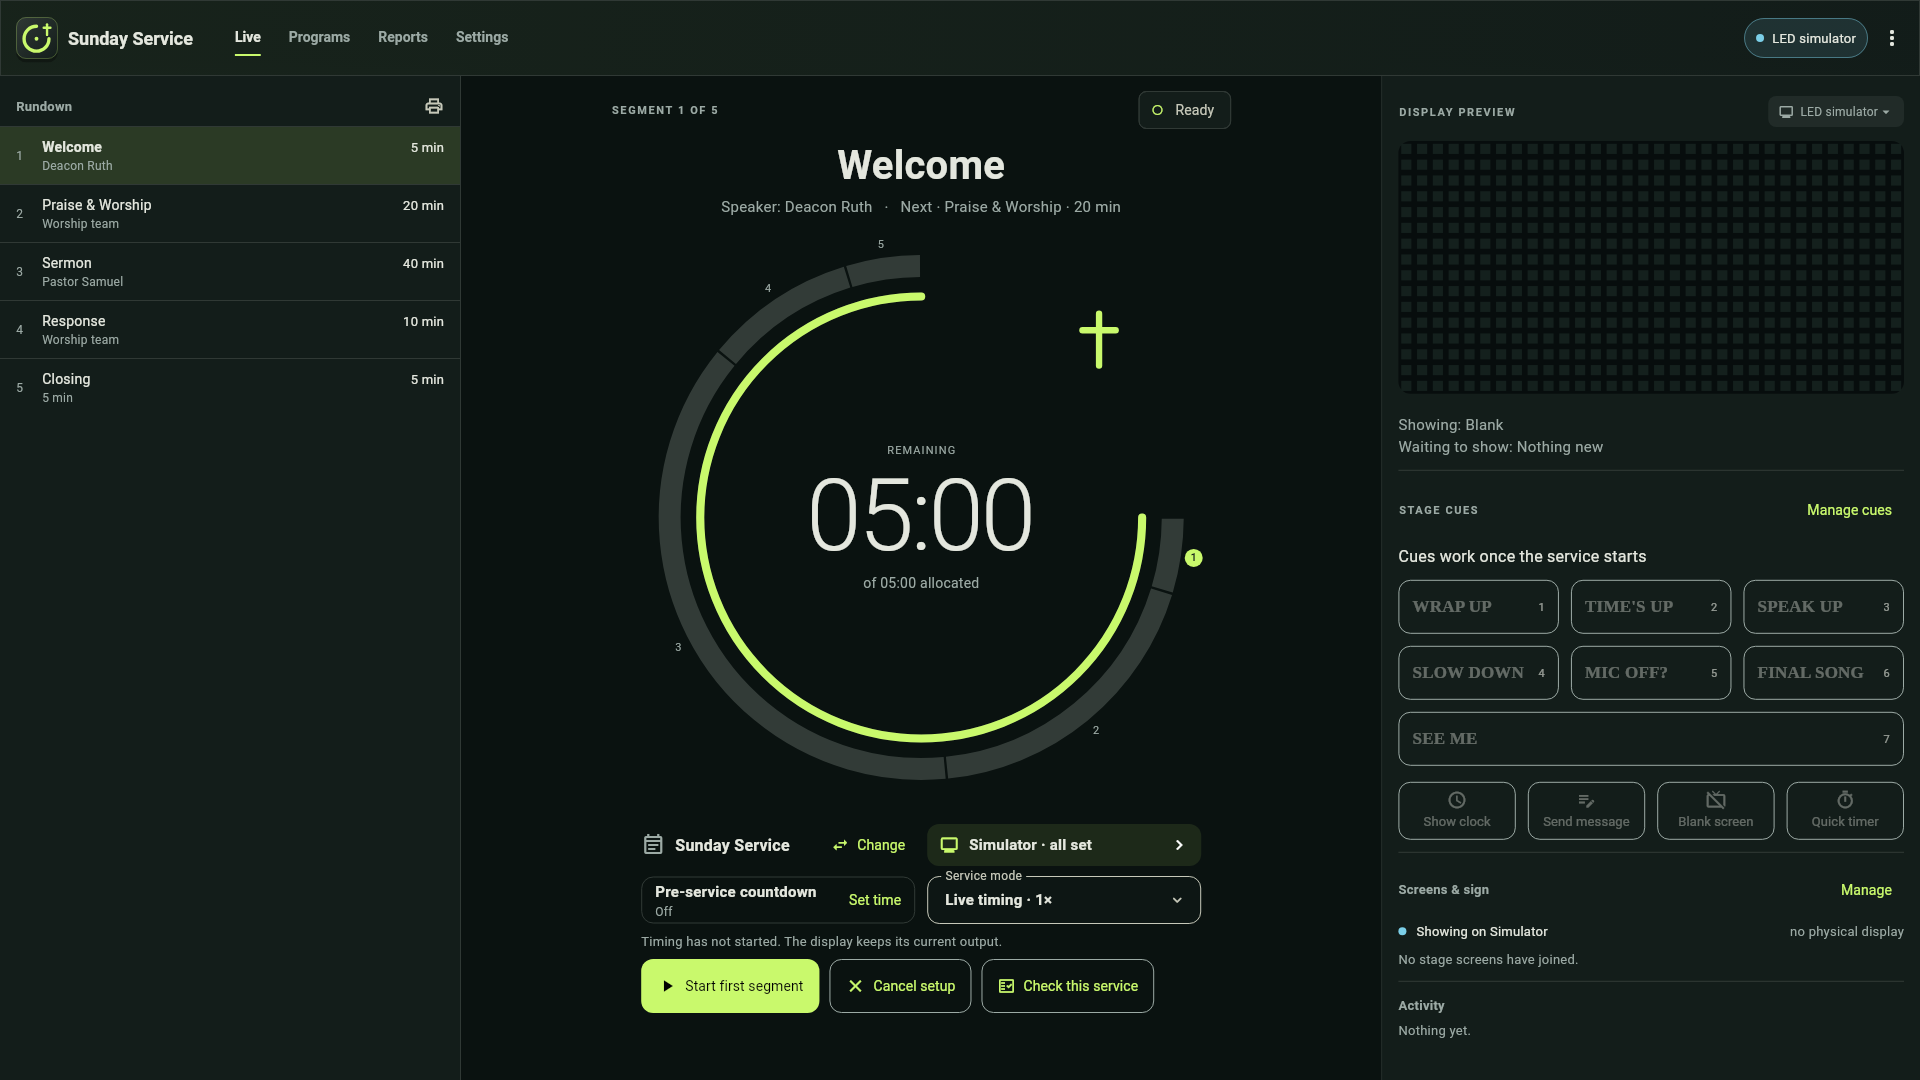 Sunday Service
Live
Programs
Reports
Settings
LED simulator
Rundown
1
Welcome
Deacon Ruth
5 min
2
Praise & Worship
Worship team
20 min
3
Sermon
Pastor Samuel
40 min
4
Response
Worship team
10 min
5
Closing
5 min
5 min
SEGMENT 1 OF 5
Ready
Welcome
Speaker: Deacon Ruth · Next · Praise & Worship · 20 min
5
4
3
2
1
REMAINING
05:00
of 05:00 allocated
Sunday Service
Change
Simulator · all set
Pre-service countdown
Off
Set time
Service mode
Live timing · 1×
Timing has not started. The display keeps its current output.
Start first segment
Cancel setup
Check this service
DISPLAY PREVIEW
LED simulator
Showing: Blank
Waiting to show: Nothing new
STAGE CUES
Manage cues
Cues work once the service starts
WRAP UP 1
TIME'S UP 2
SPEAK UP 3
SLOW DOWN 4
MIC OFF? 5
FINAL SONG 6
SEE ME 7
Show clock
Send message
Blank screen
Quick timer
Screens & sign
Manage
Showing on Simulator
no physical display
No stage screens have joined.
Activity
Nothing yet.